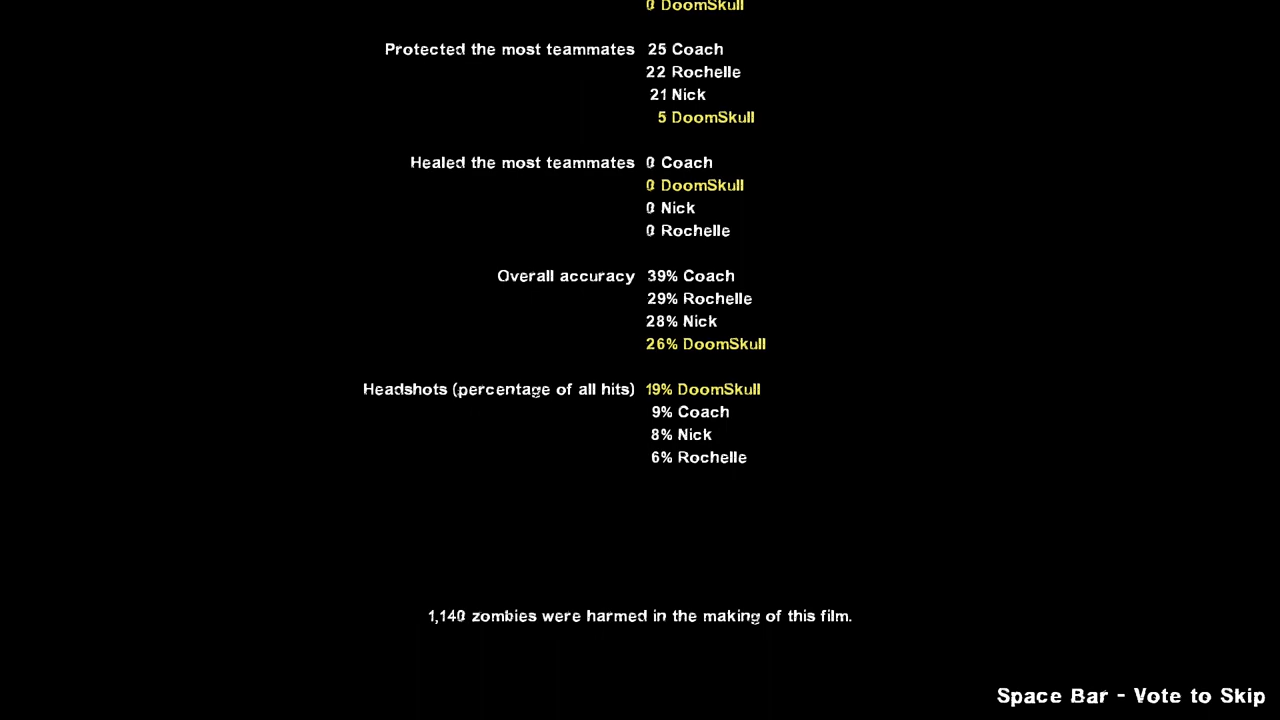 0 DoomSkull
Protected the most teammates 25 Coach
22 Rochelle
21 Nick
5 DoomSkull
Healed the most teammates 0 Coach
0 DoomSkull
0 Nick
0 Rochelle
Overall accuracy 39% Coach
29% Rochelle
28% Nick
26% DoomSkull
Headshots (percentage of all hits) 19% DoomSkull
9% Coach
8% Nick
6% Rochelle
1,140 zombies were harmed in the making of this film.
Space Bar - Vote to Skip